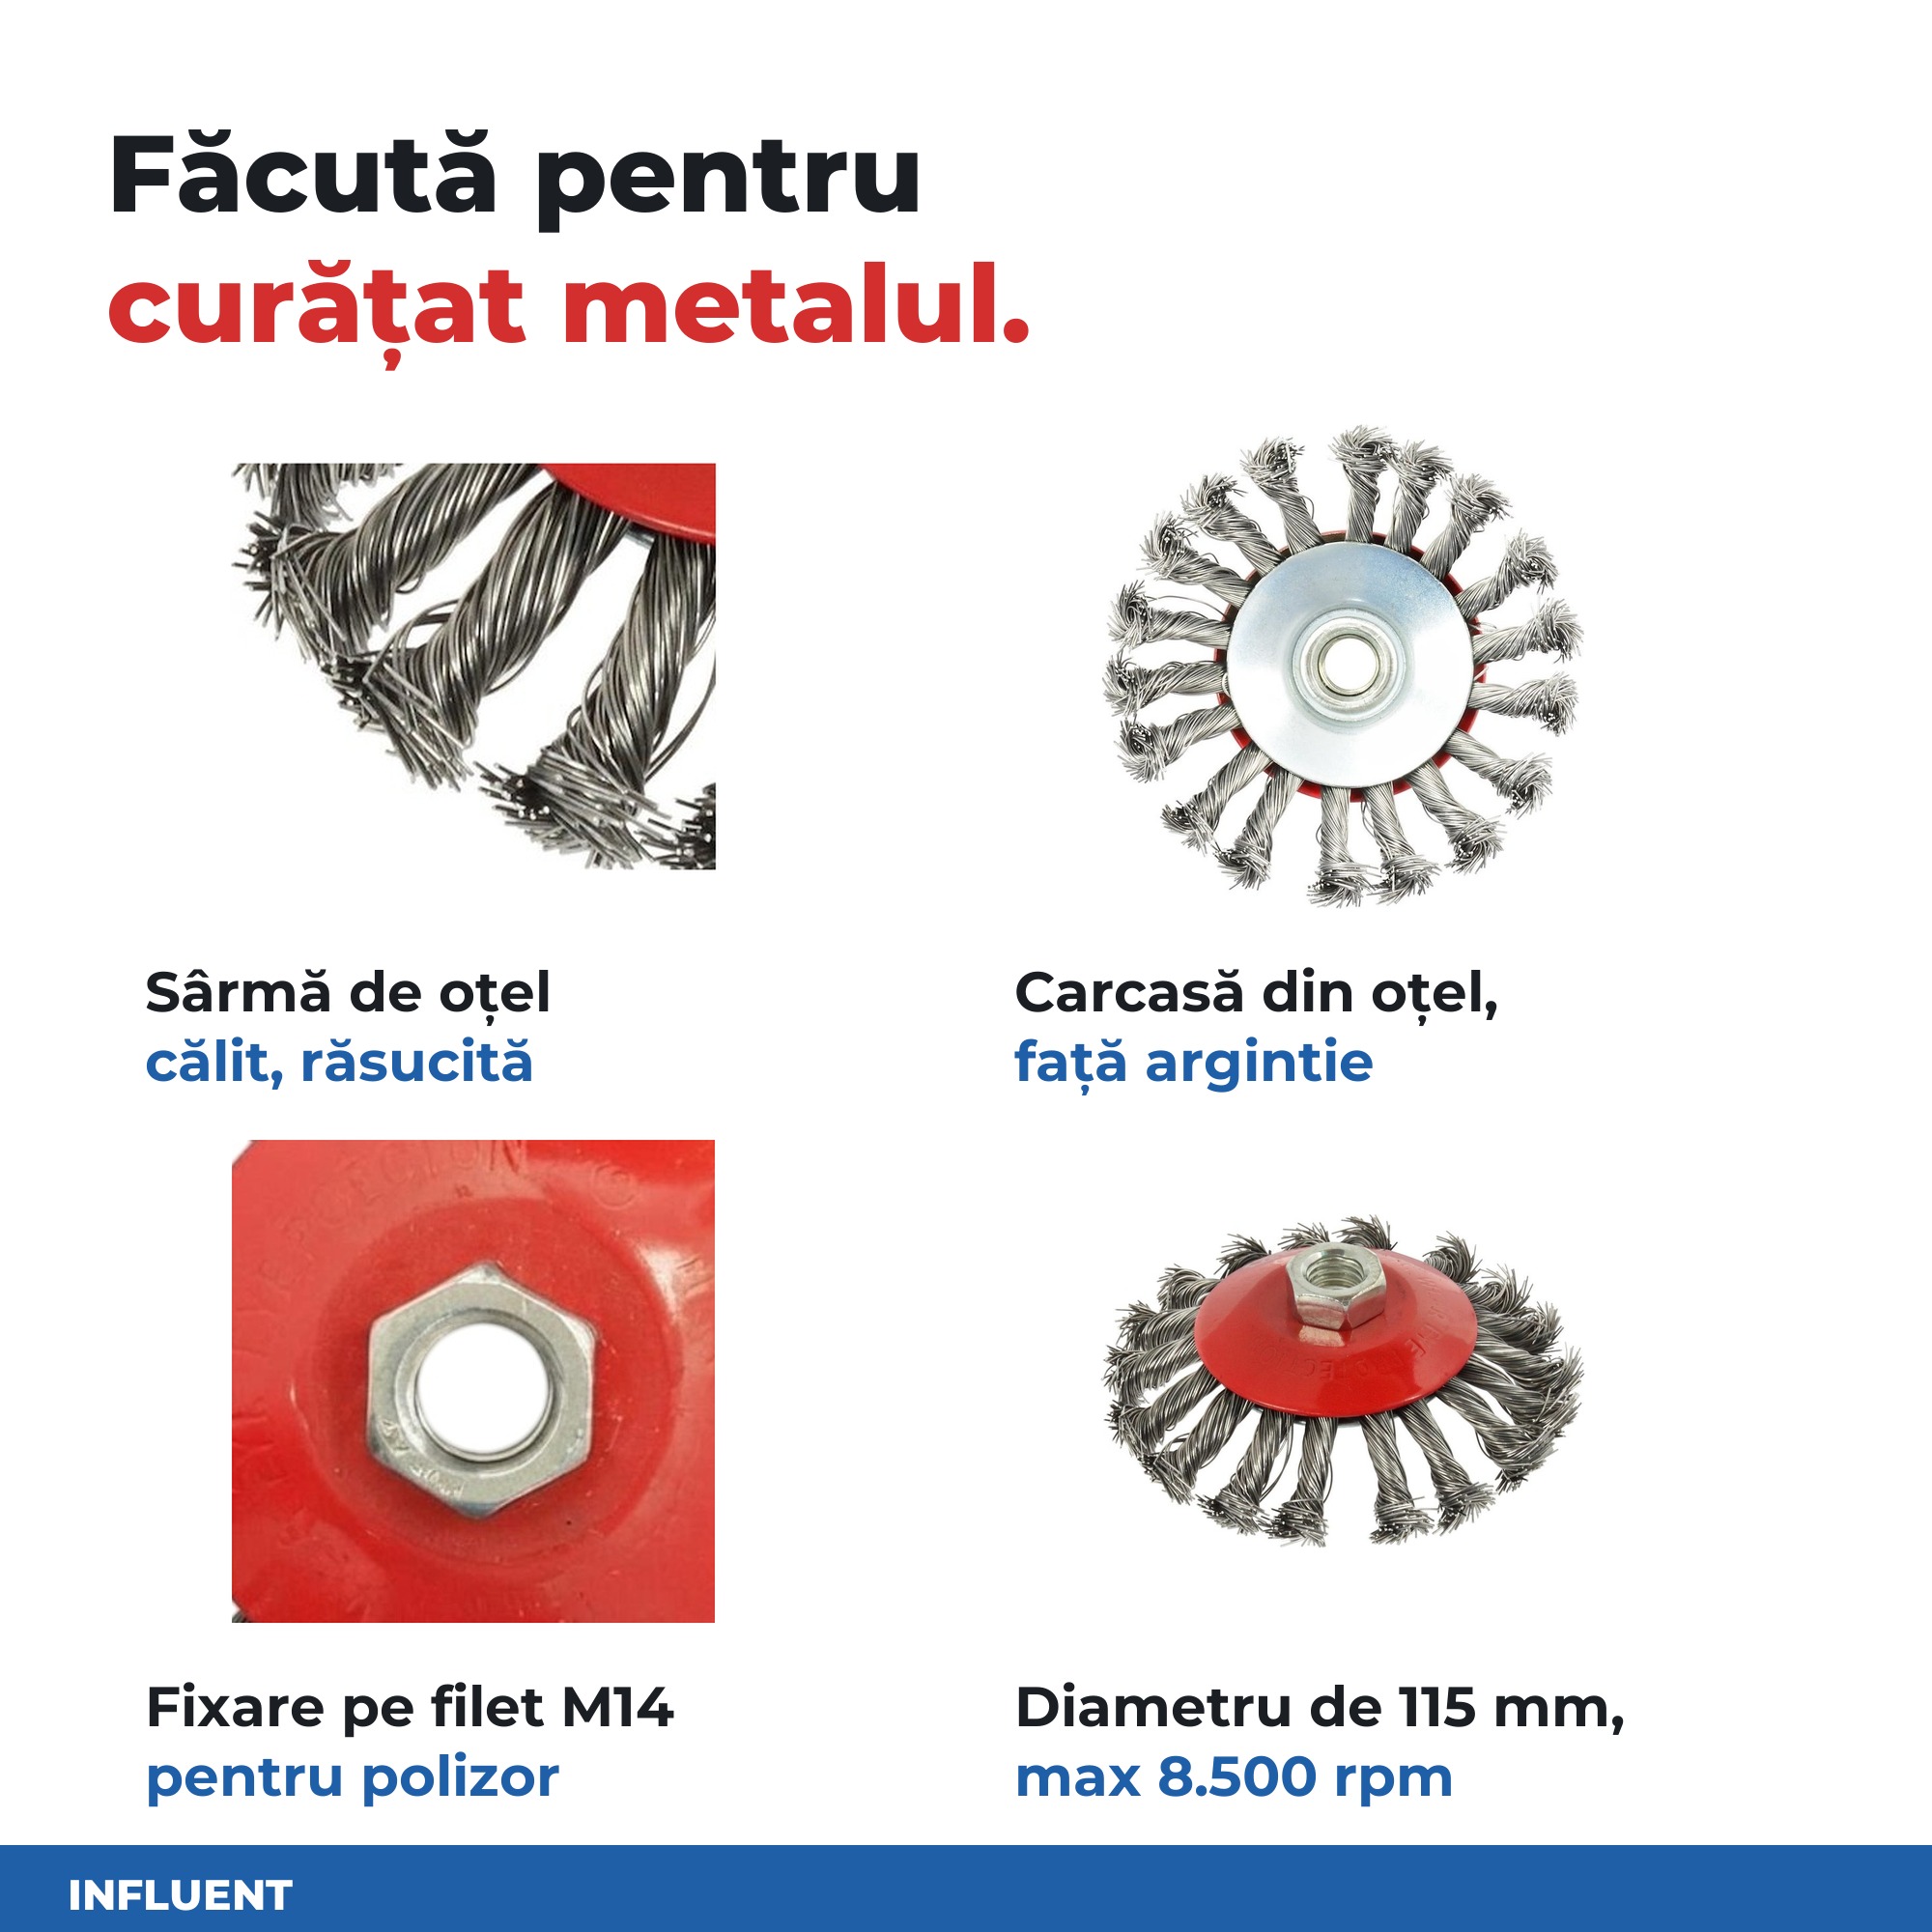 Făcută pentru
curățat metalul.
Sârmă de oțel
călit, răsucită
Carcasă din oțel,
față argintie
Fixare pe filet M14
pentru polizor
Diametru de 115 mm,
max 8.500 rpm
INFLUENT